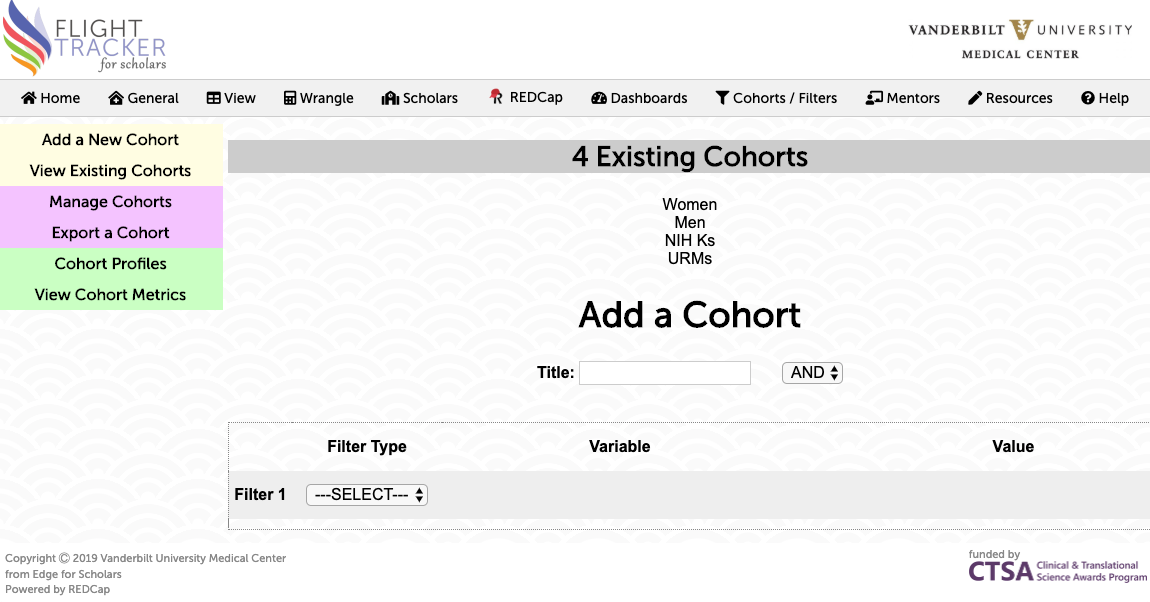 FLIGHT
TRACKER
for scholars
VANDERBILT UNIVERSITY
MEDICAL CENTER
Home General View Wrangle Scholars REDCap Dashboards Cohorts / Filters Mentors Resources Help
Add a New Cohort
View Existing Cohorts
Manage Cohorts
Export a Cohort
Cohort Profiles
View Cohort Metrics
4 Existing Cohorts
Women
Men
NIH Ks
URMs
Add a Cohort
Title: AND
Filter Type Variable Value
Filter 1 ---SELECT---
Copyright © 2019 Vanderbilt University Medical Center
from Edge for Scholars
Powered by REDCap
funded by
CTSA Clinical & Translational
Science Awards Program